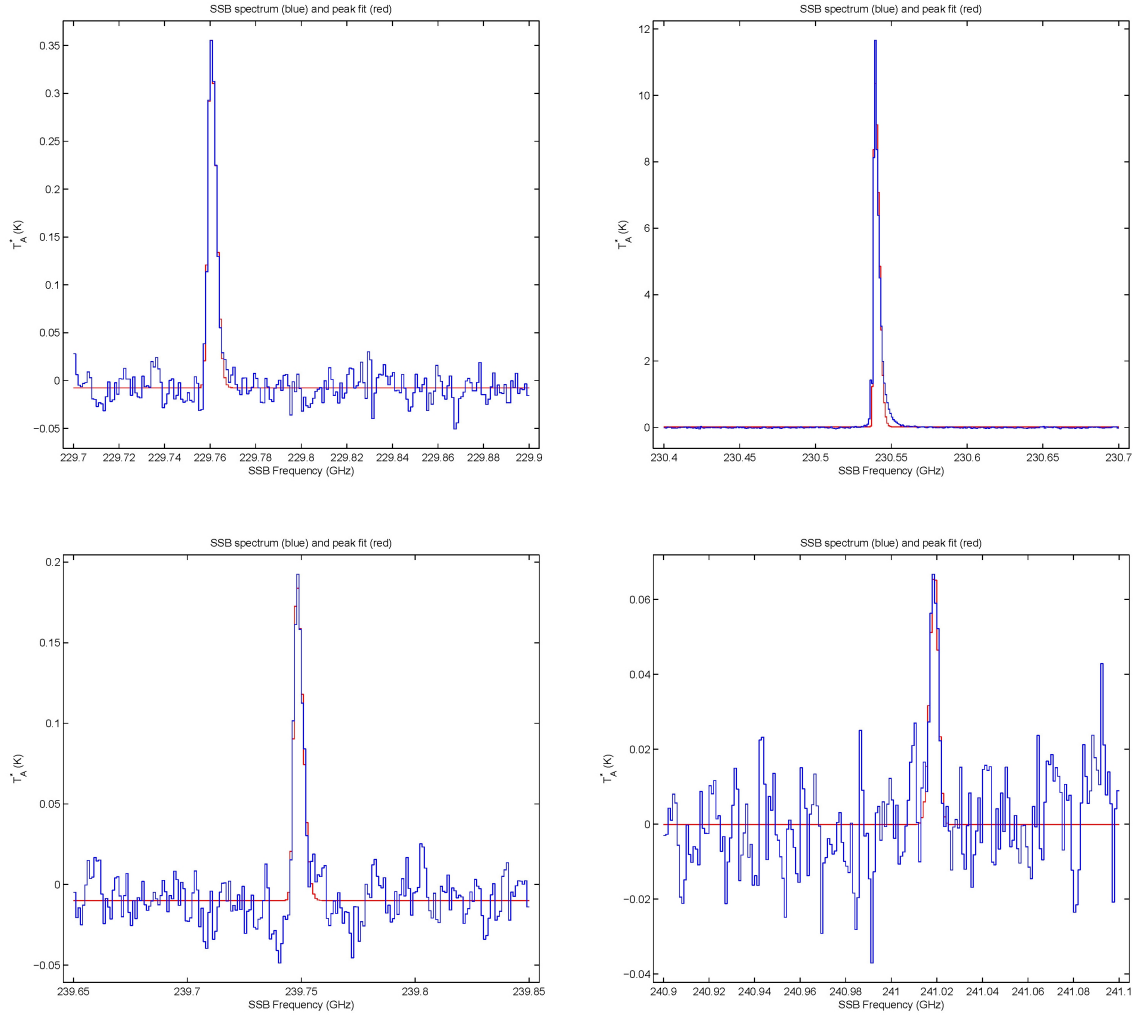 SSB spectrum (blue) and peak fit (red)
0.35
0.3
0.25
0.2
0.15
0.1
0.05
0
−0.05
T*A (K)
229.7 229.72 229.74 229.76 229.78 229.8 229.82 229.84 229.86 229.88 229.9
SSB Frequency (GHz)
SSB spectrum (blue) and peak fit (red)
12
10
8
6
4
2
0
T*A (K)
230.4 230.45 230.5 230.55 230.6 230.65 230.7
SSB Frequency (GHz)
SSB spectrum (blue) and peak fit (red)
0.2
0.15
0.1
0.05
0
−0.05
T*A (K)
239.65 239.7 239.75 239.8 239.85
SSB Frequency (GHz)
SSB spectrum (blue) and peak fit (red)
0.06
0.04
0.02
0
−0.02
−0.04
T*A (K)
240.9 240.92 240.94 240.96 240.98 241 241.02 241.04 241.06 241.08 241.1
SSB Frequency (GHz)